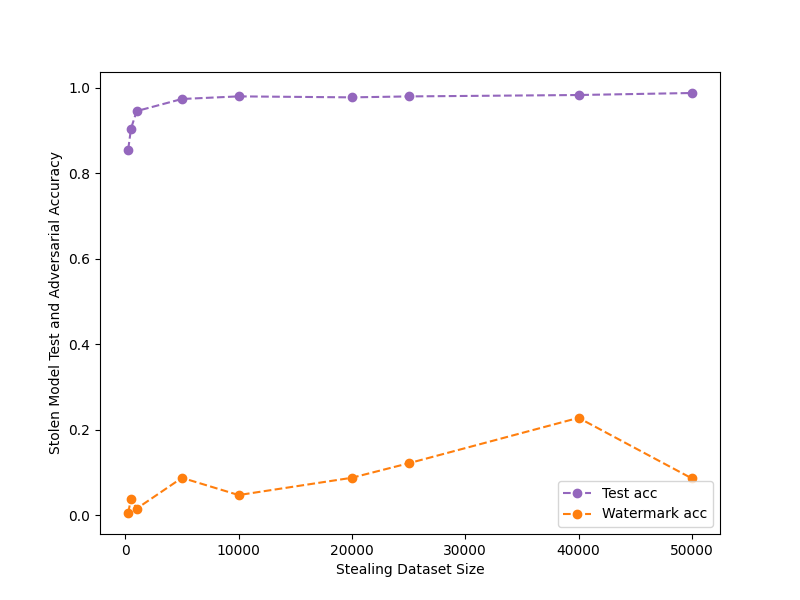 1.0
0.8
0.6
0.4
0.2
0.0
Stolen Model Test and Adversarial Accuracy
0 10000 20000 30000 40000 50000
Stealing Dataset Size
Test acc
Watermark acc